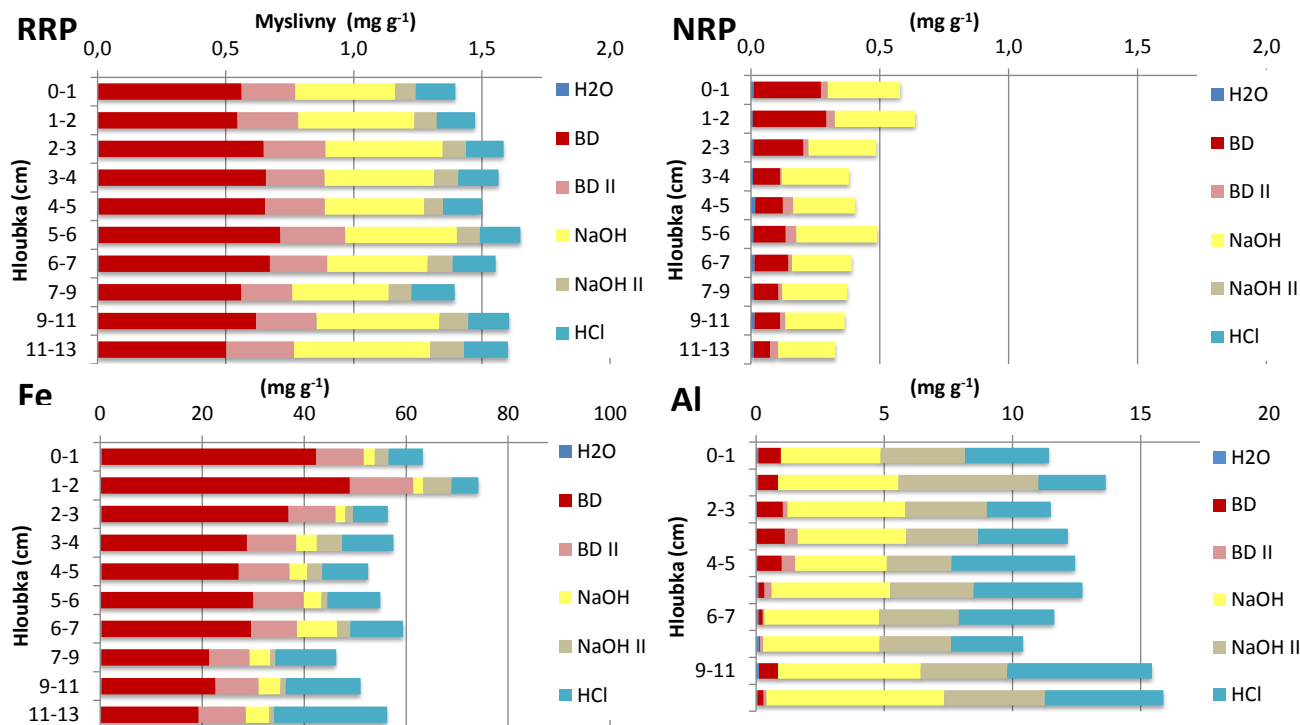 RRP
Myslivny (mg g-1)
0,0 0,5 1,0 1,5 2,0
Hloubka (cm)
0-1
1-2
2-3
3-4
4-5
5-6
6-7
7-9
9-11
11-13
H2O
BD
BD II
NaOH
NaOH II
HCl
NRP
(mg g-1)
0,0 0,5 1,0 1,5 2,0
Hloubka (cm)
0-1
1-2
2-3
3-4
4-5
5-6
6-7
7-9
9-11
11-13
H2O
BD
BD II
NaOH
NaOH II
HCl
Fe
(mg g-1)
0 20 40 60 80 100
Hloubka (cm)
0-1
1-2
2-3
3-4
4-5
5-6
6-7
7-9
9-11
11-13
H2O
BD
BD II
NaOH
NaOH II
HCl
Al
(mg g-1)
0 5 10 15 20
Hloubka (cm)
0-1
2-3
4-5
6-7
9-11
H2O
BD
BD II
NaOH
NaOH II
HCl